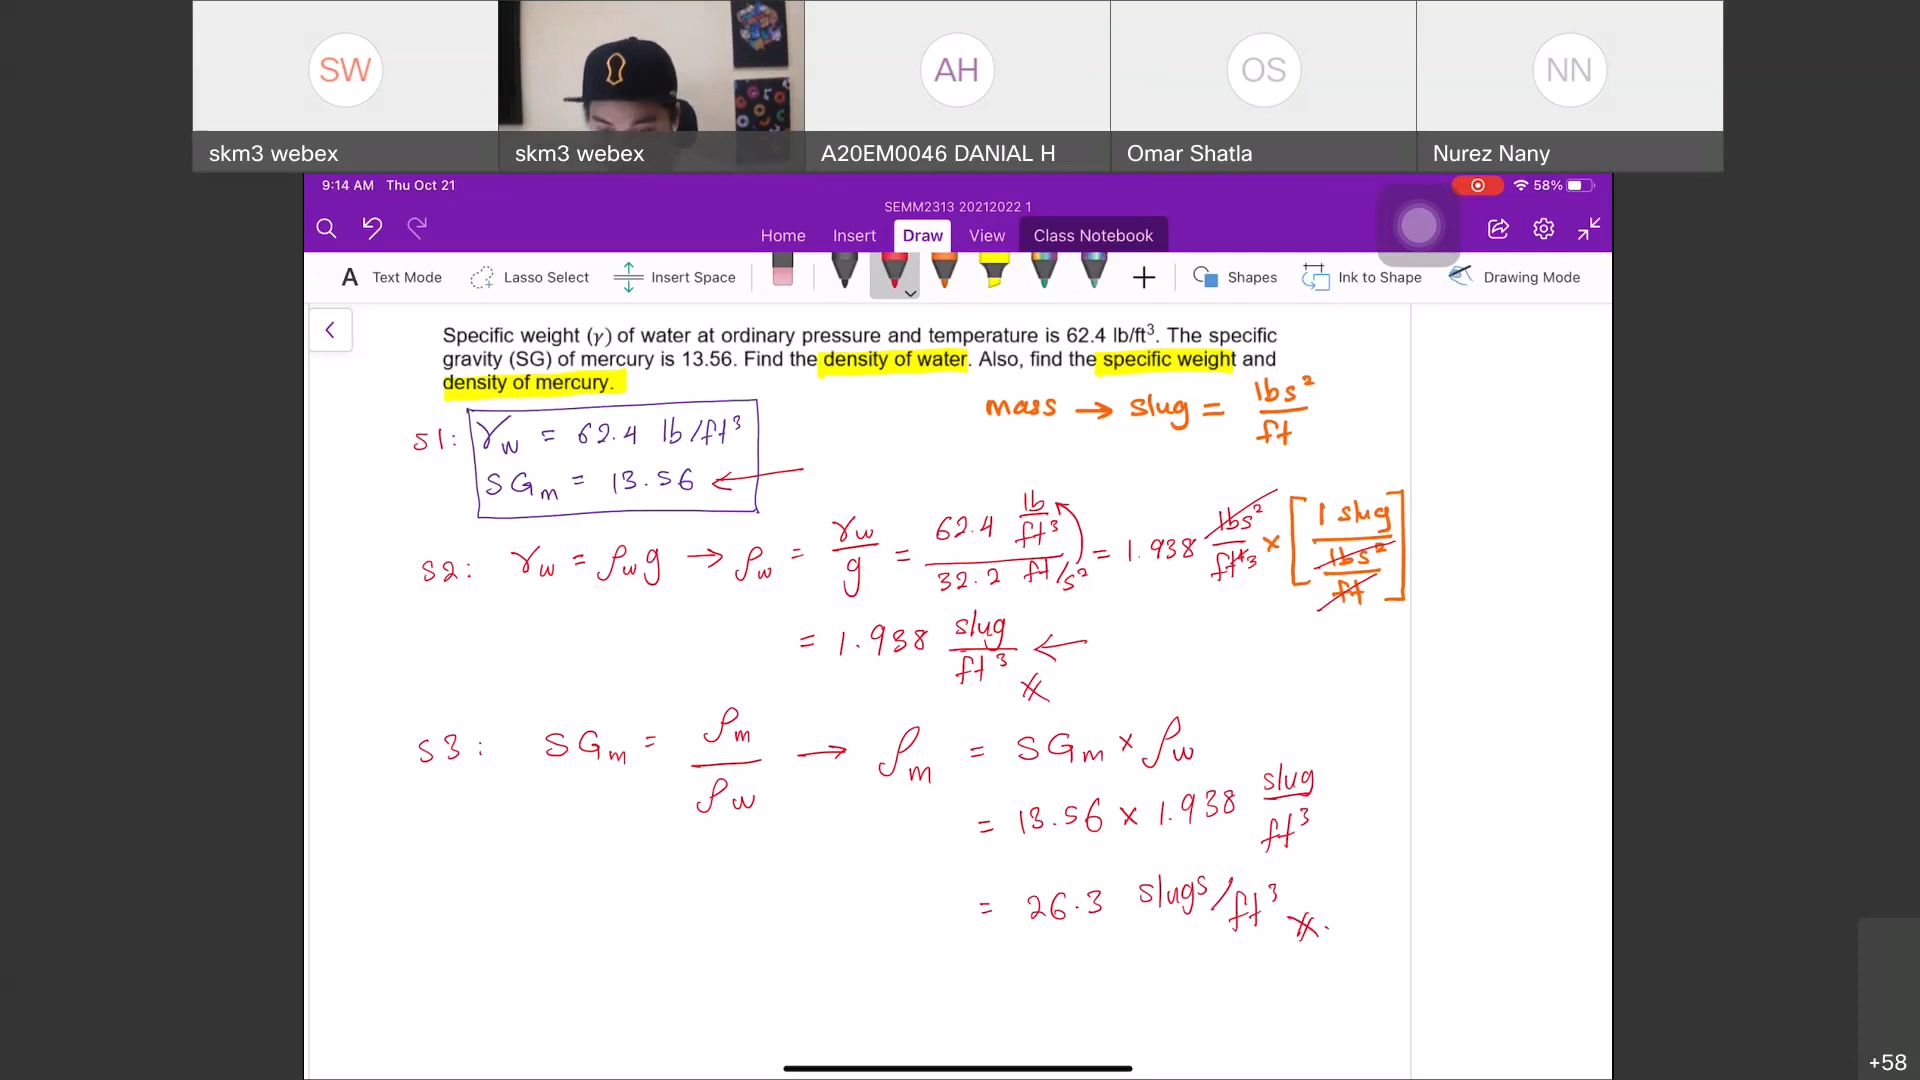 SW
AH
OS
NN
skm3 webex
skm3 webex
A20EM0046 DANIAL H
Omar Shatla
Nurez Nany
9:14 AM Thu Oct 21
58%
SEMM2313 20212022 1
Home Insert Draw View Class Notebook
A Text Mode Lasso Select Insert Space Shapes Ink to Shape Drawing Mode
Specific weight (γ) of water at ordinary pressure and temperature is 62.4 lb/ft³. The specific
gravity (SG) of mercury is 13.56. Find the density of water. Also, find the specific weight and
density of mercury.
mass → slug = lbs²/ft
S1: γw = 62.4 lb/ft³
SGm = 13.56 ←
S2: γw = ρw g → ρw = γw/g = 62.4 lb/ft³ / 32.2 ft/s² = 1.938 lbs²/ft⁴3 × [1 slug / lbs²/ft]
= 1.938 slug/ft³ ←
S3: SGm = ρm/ρw → ρm = SGm × ρw
= 13.56 × 1.938 slug/ft³
= 26.3 slugs/ft³
+58